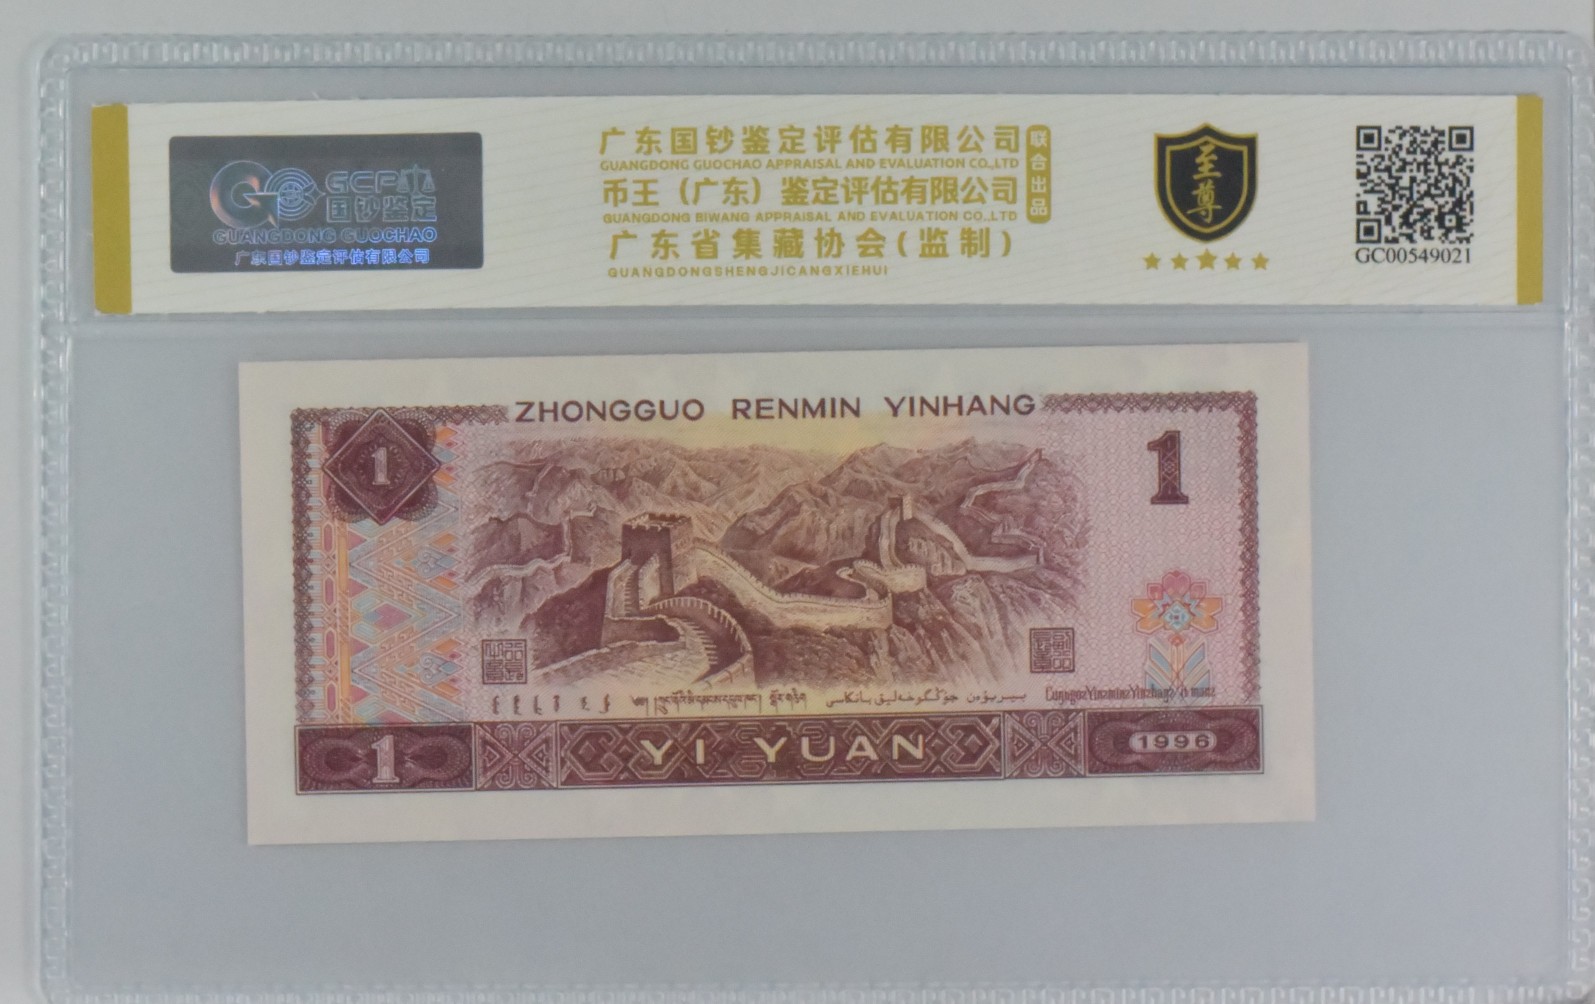 GCP
国钞鉴定
GUANGDONG GUOCHAO
广东国钞鉴定评估有限公司
广东国钞鉴定评估有限公司
GUANGDONG GUOCHAO APPRAISAL AND EVALUATION CO.,LTD
币王（广东）鉴定评估有限公司
GUANGDONG BIWANG APPRAISAL AND EVALUATION CO.,LTD
联合出品
广东省集藏协会(监制)
GUANGDONGSHENGJICANGXIEHUI
至尊
GC00549021
ZHONGGUO RENMIN YINHANG
1
1
YI YUAN
1
1996